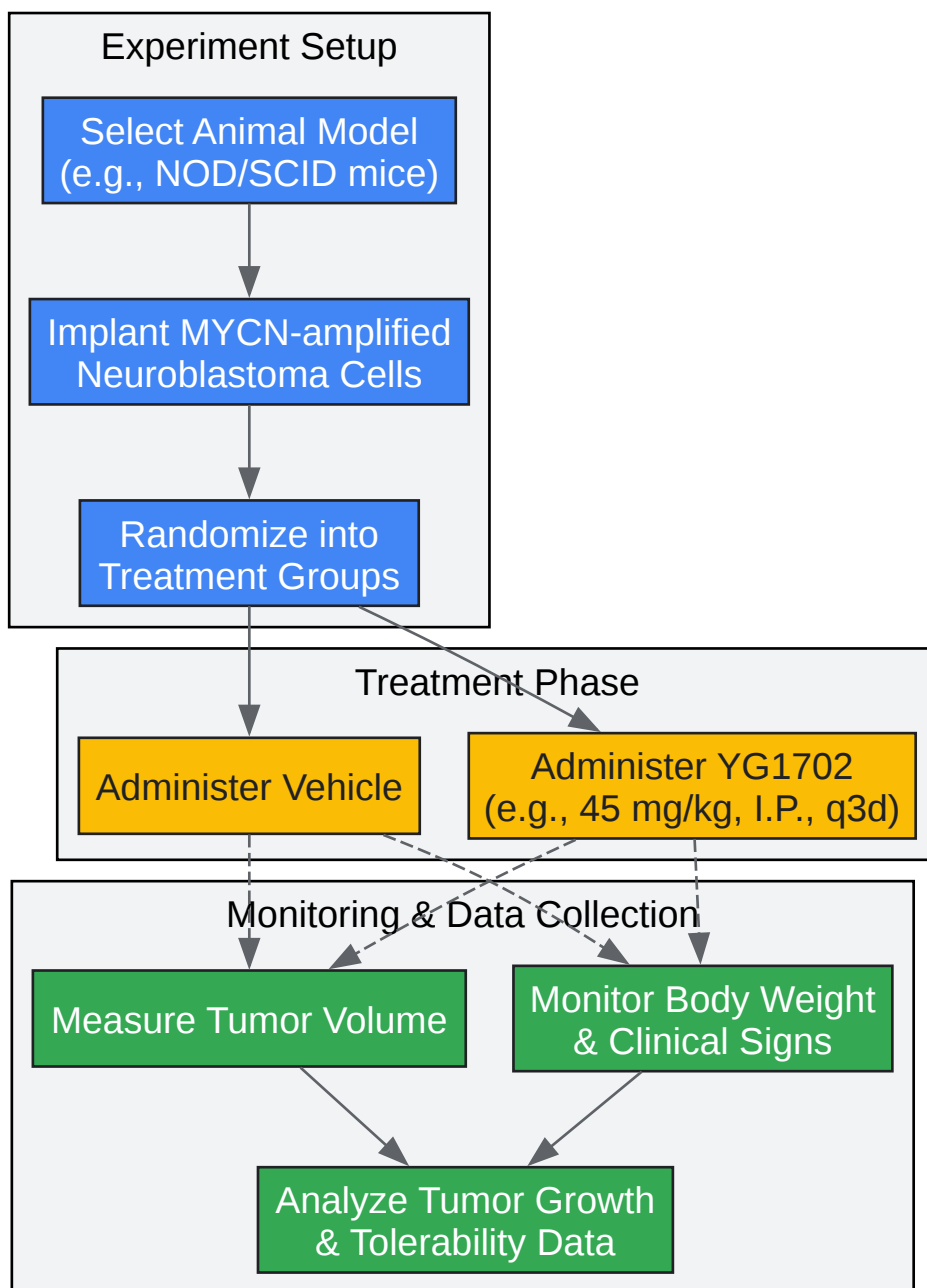 Experiment Setup
Select Animal Model
(e.g., NOD/SCID mice)
Implant MYCN-amplified
Neuroblastoma Cells
Randomize into
Treatment Groups
Treatment Phase
Administer Vehicle
Administer YG1702
(e.g., 45 mg/kg, I.P., q3d)
Monitoring & Data Collection
Measure Tumor Volume
Monitor Body Weight
& Clinical Signs
Analyze Tumor Growth
& Tolerability Data